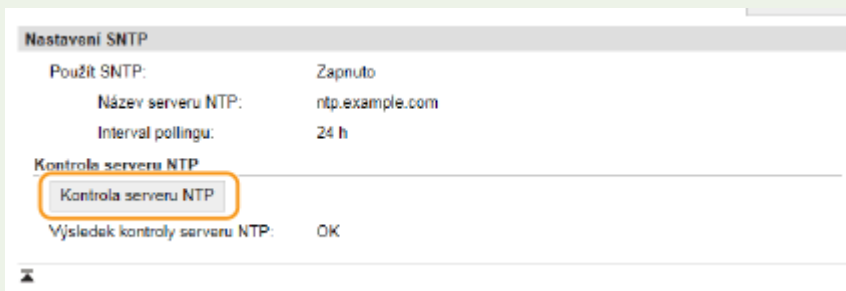 Nastavení SNTP
Použít SNTP: Zapnuto
Název serveru NTP: ntp.example.com
Interval pollingu: 24 h
Kontrola serveru NTP
Kontrola serveru NTP
Výsledek kontroly serveru NTP: OK